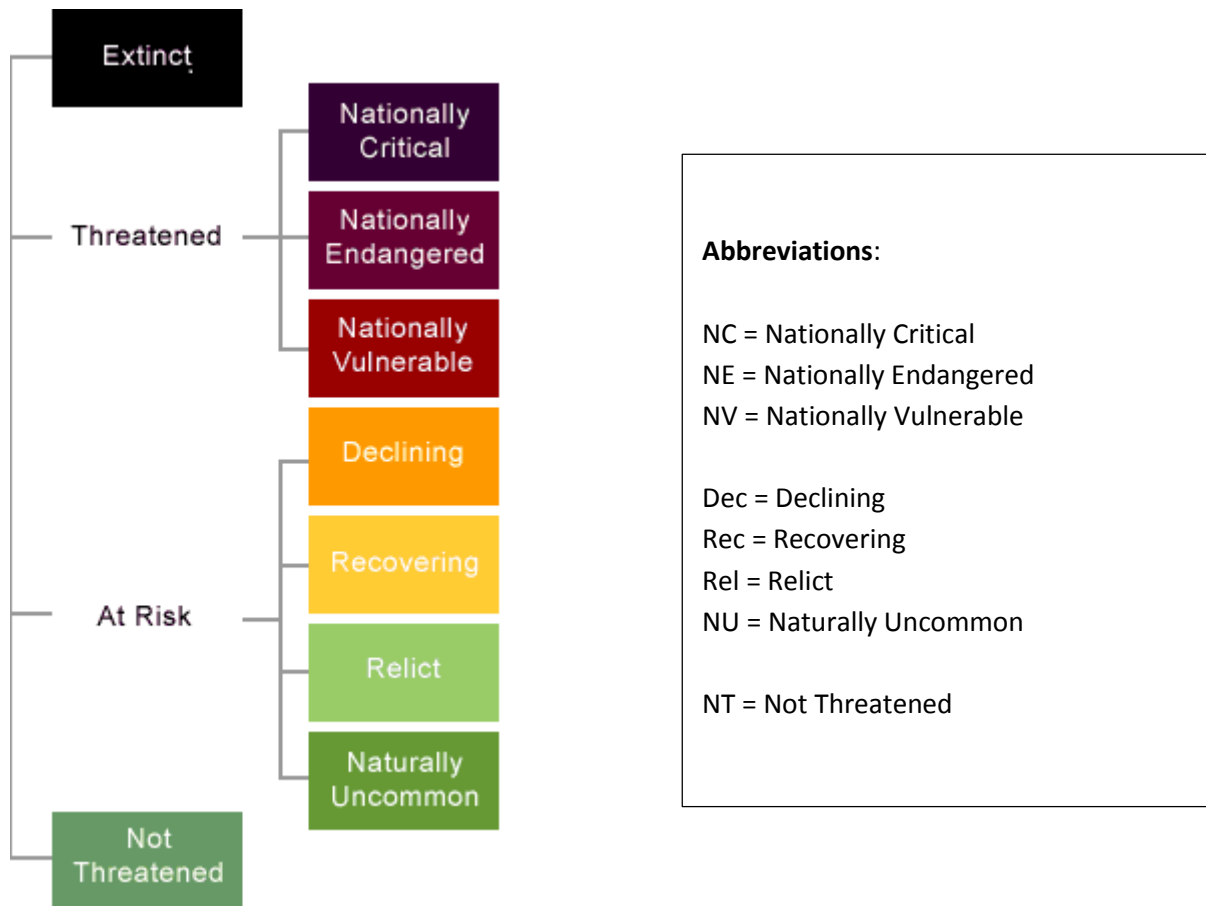 Extinct
Threatened
Nationally
Critical
Nationally
Endangered
Nationally
Vulnerable
At Risk
Declining
Recovering
Relict
Naturally
Uncommon
Not
Threatened
Abbreviations:
NC = Nationally Critical
NE = Nationally Endangered
NV = Nationally Vulnerable
Dec = Declining
Rec = Recovering
Rel = Relict
NU = Naturally Uncommon
NT = Not Threatened